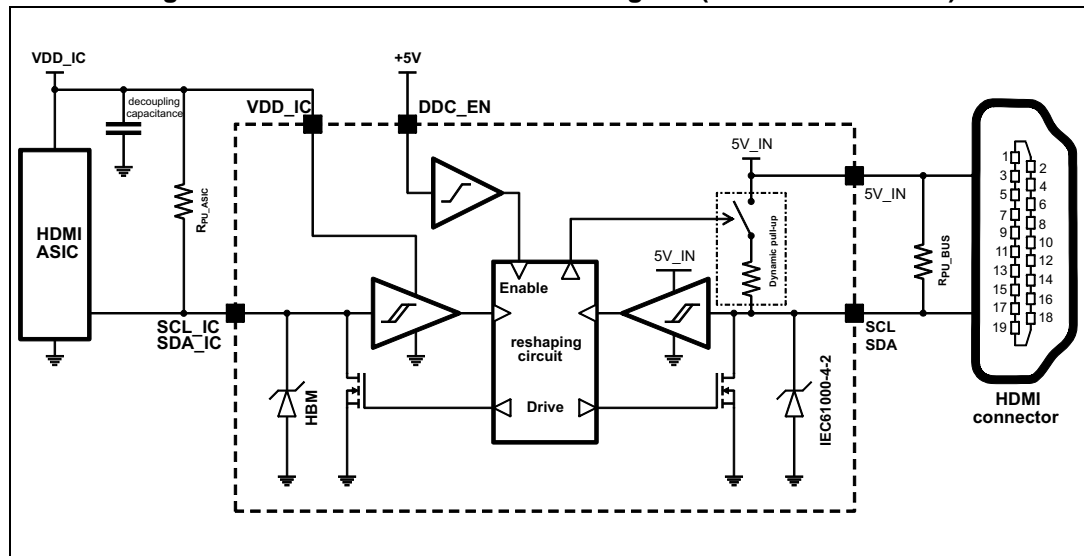 VDD_IC
+5V
decoupling
capacitance
VDD_IC
DDC_EN
5V_IN
5V_IN
RPU_ASIC
HDMI
ASIC
Dynamic pull-up
RPU_BUS
5V_IN
Enable
SCL_IC
SDA_IC
reshaping
circuit
SCL
SDA
HBM
Drive
IEC61000-4-2
1
2
3
4
5
6
7
8
9
10
11
12
13
14
15
16
17
18
19
HDMI
connector